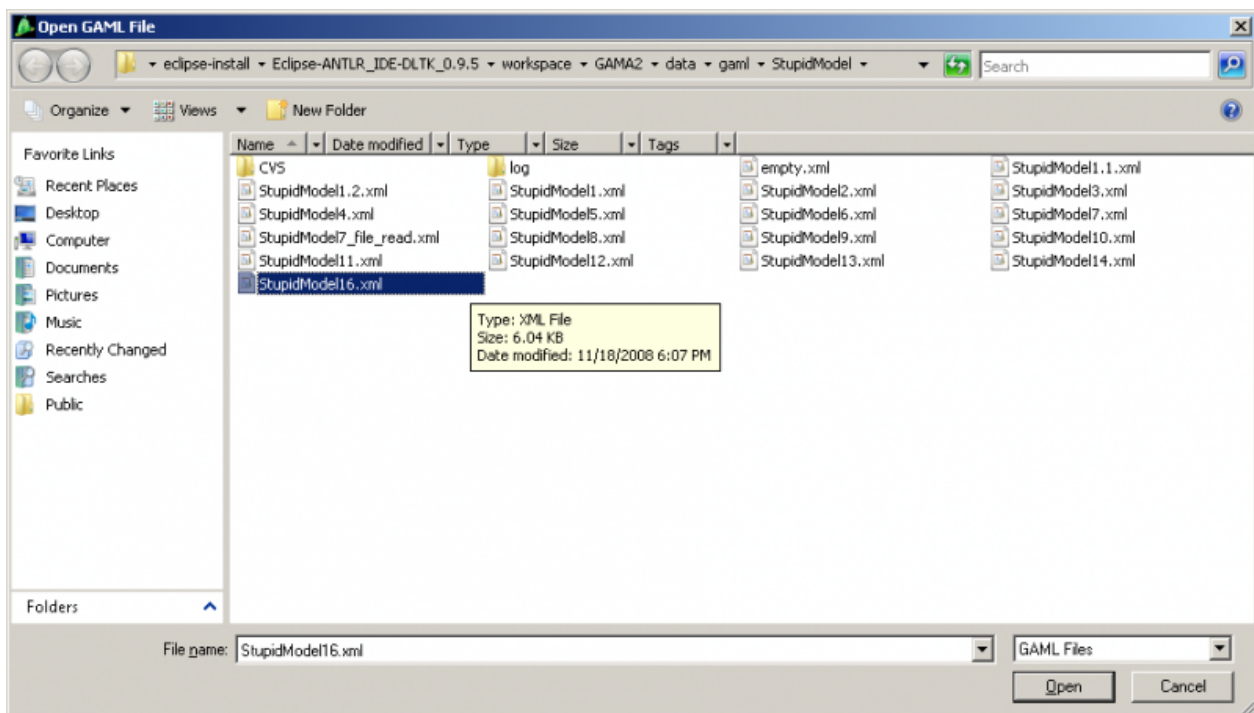 Open GAML File
eclipse-install Eclipse-ANTLR_IDE-DLTK_0.9.5 workspace GAMA2 data gaml StupidModel Search
Organize Views New Folder
Favorite Links
Recent Places
Desktop
Computer
Documents
Pictures
Music
Recently Changed
Searches
Public
Folders
Name Date modified Type Size Tags
CVS log empty.xml StupidModel1.1.xml
StupidModel1.2.xml StupidModel1.xml StupidModel2.xml StupidModel3.xml
StupidModel4.xml StupidModel5.xml StupidModel6.xml StupidModel7.xml
StupidModel7_file_read.xml StupidModel8.xml StupidModel9.xml StupidModel10.xml
StupidModel11.xml StupidModel12.xml StupidModel13.xml StupidModel14.xml
StupidModel16.xml
Type: XML File
Size: 6.04 KB
Date modified: 11/18/2008 6:07 PM
File name: StupidModel16.xml GAML Files
Open Cancel